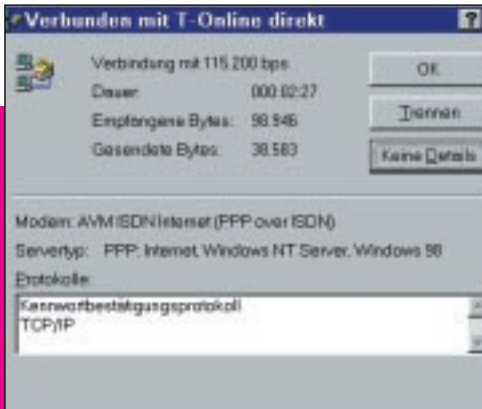 Verbunden mit T-Online direkt
?
Verbindung mit 115.200 bps
Dauer: 000:02:27
Empfangene Bytes: 98.946
Gesendete Bytes: 38.583
OK
Trennen
Keine Details
Modem: AVM ISDN Internet (PPP over ISDN)
Servertyp: PPP: Internet, Windows NT Server, Windows 98
Protokolle:
Kennwortbestätigungsprotokoll
TCP/IP